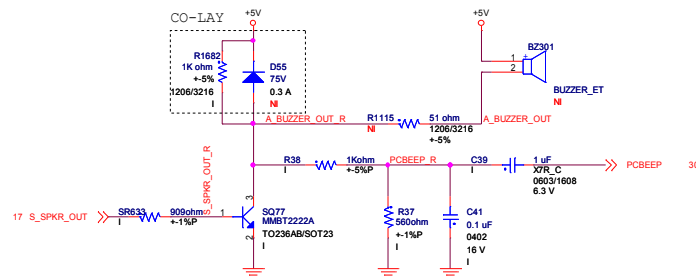 CO-LAY
+5V
+5V
R1682
1K ohm
+-5%
1206/3216
I
D55
75V
0.3 A
NI
BZ301
1
2
BUZZER_ET
NI
A_BUZZER_OUT_R
R1115
NI
51 ohm
1206/3216
+-5%
A_BUZZER_OUT
S_SPKR_OUT_R
R38
I
1Kohm
+-5%P
PCBEEP_R
C39
I
1 uF
X7R_C
0603/1608
6.3 V
PCBEEP
30
17 S_SPKR_OUT
SR633
I
909ohm
+-1%P
1
3
2
SQ77
MMBT2222A
TO236AB/SOT23
I
R37
560ohm
+-1%P
I
C41
0.1 uF
0402
16 V
I